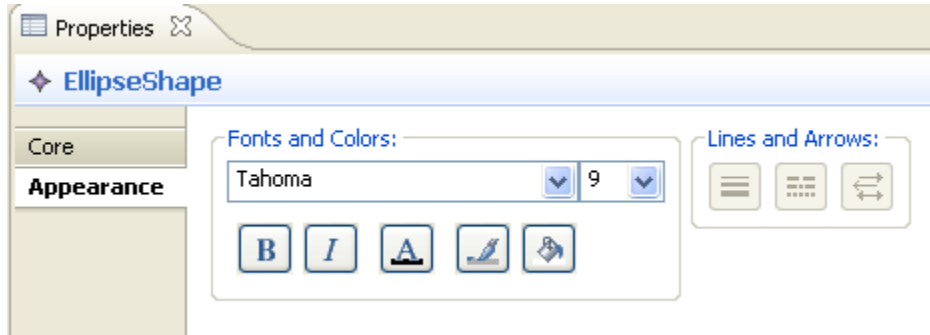 Properties
EllipseShape
Core
Appearance
Fonts and Colors:
Tahoma 9
B I A
Lines and Arrows: